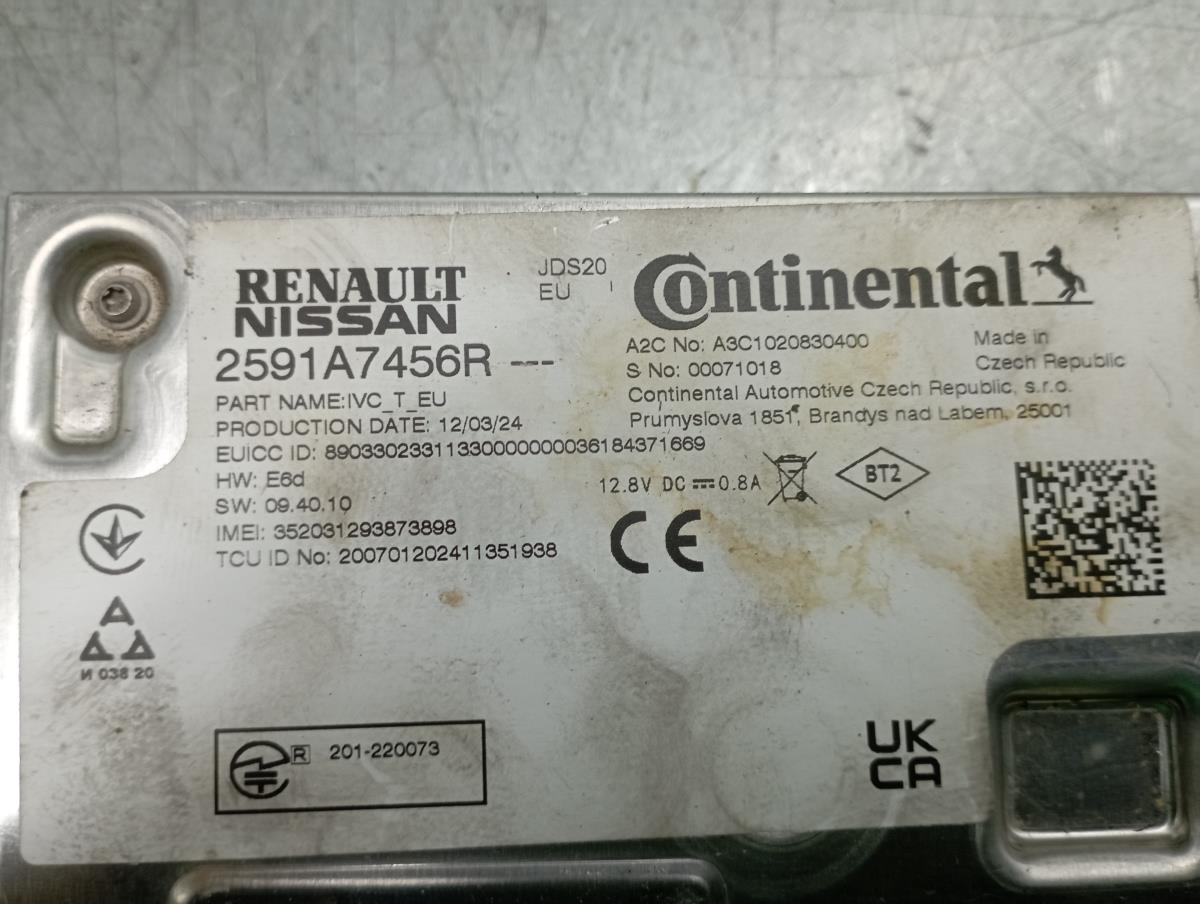 RENAULT
NISSAN
JDS20
EU
Continental
2591A7456R ---
PART NAME:IVC_T_EU
PRODUCTION DATE: 12/03/24
EUICC ID: 89033023311330000000036184371669
HW: E6d
SW: 09.40.10
IMEI: 352031293873898
TCU ID No: 200701202411351938
A2C No: A3C1020830400
S No: 00071018
Made in
Czech Republic
Continental Automotive Czech Republic, s.r.o.
Prumyslova 1851, Brandys nad Labem, 25001
12.8V DC ⎓ 0.8A
BT2
CE
И 038 20
R 201-220073
UK
CA